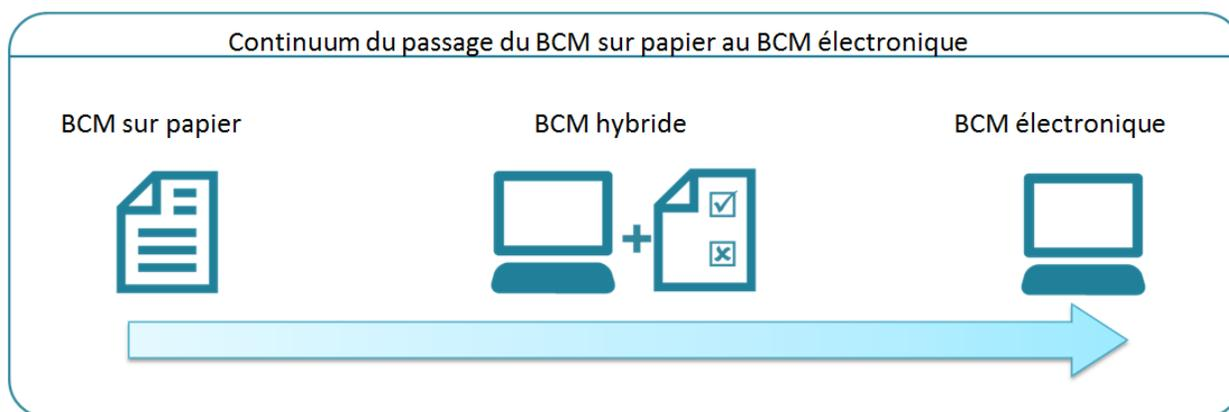 Continuum du passage du BCM sur papier au BCM électronique
BCM sur papier
BCM hybride
BCM électronique